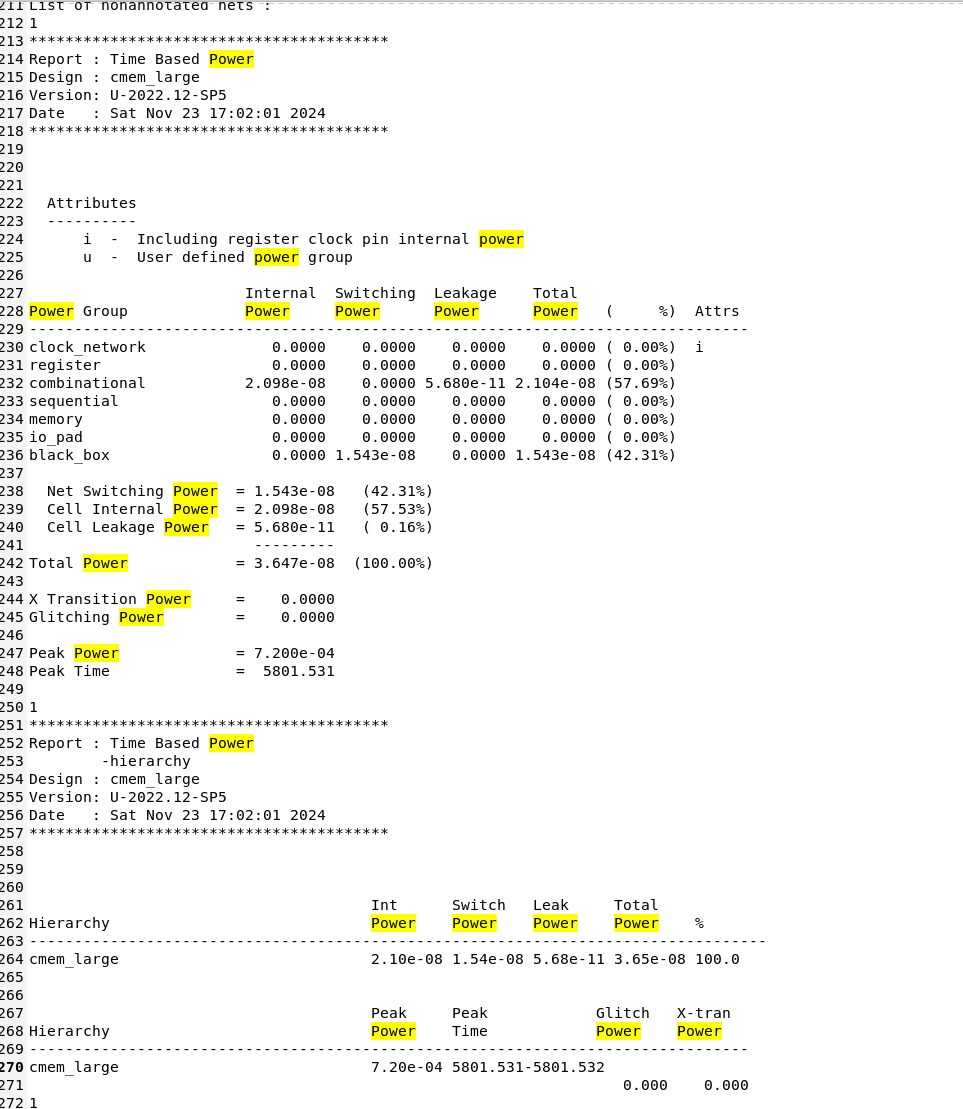 211 List of nonannotated nets :
212 1
213 ****************************************
214 Report : Time Based Power
215 Design : cmem_large
216 Version: U-2022.12-SP5
217 Date   : Sat Nov 23 17:02:01 2024
218 ****************************************
219
220
221
222   Attributes
223   ----------
224       i  -  Including register clock pin internal power
225       u  -  User defined power group
226
227                         Internal  Switching  Leakage    Total
228 Power Group             Power     Power      Power      Power   (     %)  Attrs
229 --------------------------------------------------------------------------------
230 clock_network              0.0000    0.0000    0.0000    0.0000 ( 0.00%)  i
231 register                   0.0000    0.0000    0.0000    0.0000 ( 0.00%)
232 combinational           2.098e-08    0.0000 5.680e-11 2.104e-08 (57.69%)
233 sequential                 0.0000    0.0000    0.0000    0.0000 ( 0.00%)
234 memory                     0.0000    0.0000    0.0000    0.0000 ( 0.00%)
235 io_pad                     0.0000    0.0000    0.0000    0.0000 ( 0.00%)
236 black_box                  0.0000 1.543e-08    0.0000 1.543e-08 (42.31%)
237
238   Net Switching Power  = 1.543e-08   (42.31%)
239   Cell Internal Power  = 2.098e-08   (57.53%)
240   Cell Leakage Power   = 5.680e-11   ( 0.16%)
241                          ---------
242 Total Power            = 3.647e-08  (100.00%)
243
244 X Transition Power     =    0.0000
245 Glitching Power        =    0.0000
246
247 Peak Power             = 7.200e-04
248 Peak Time              =  5801.531
249
250 1
251 ****************************************
252 Report : Time Based Power
253         -hierarchy
254 Design : cmem_large
255 Version: U-2022.12-SP5
256 Date   : Sat Nov 23 17:02:01 2024
257 ****************************************
258
259
260
261                                       Int      Switch   Leak     Total
262 Hierarchy                             Power    Power    Power    Power    %
263 ----------------------------------------------------------------------------------
264 cmem_large                            2.10e-08 1.54e-08 5.68e-11 3.65e-08 100.0
265
266
267                                       Peak     Peak            Glitch   X-tran
268 Hierarchy                             Power    Time            Power    Power
269 --------------------------------------------------------------------------------
270 cmem_large                            7.20e-04 5801.531-5801.532
271                                                                   0.000    0.000
272 1